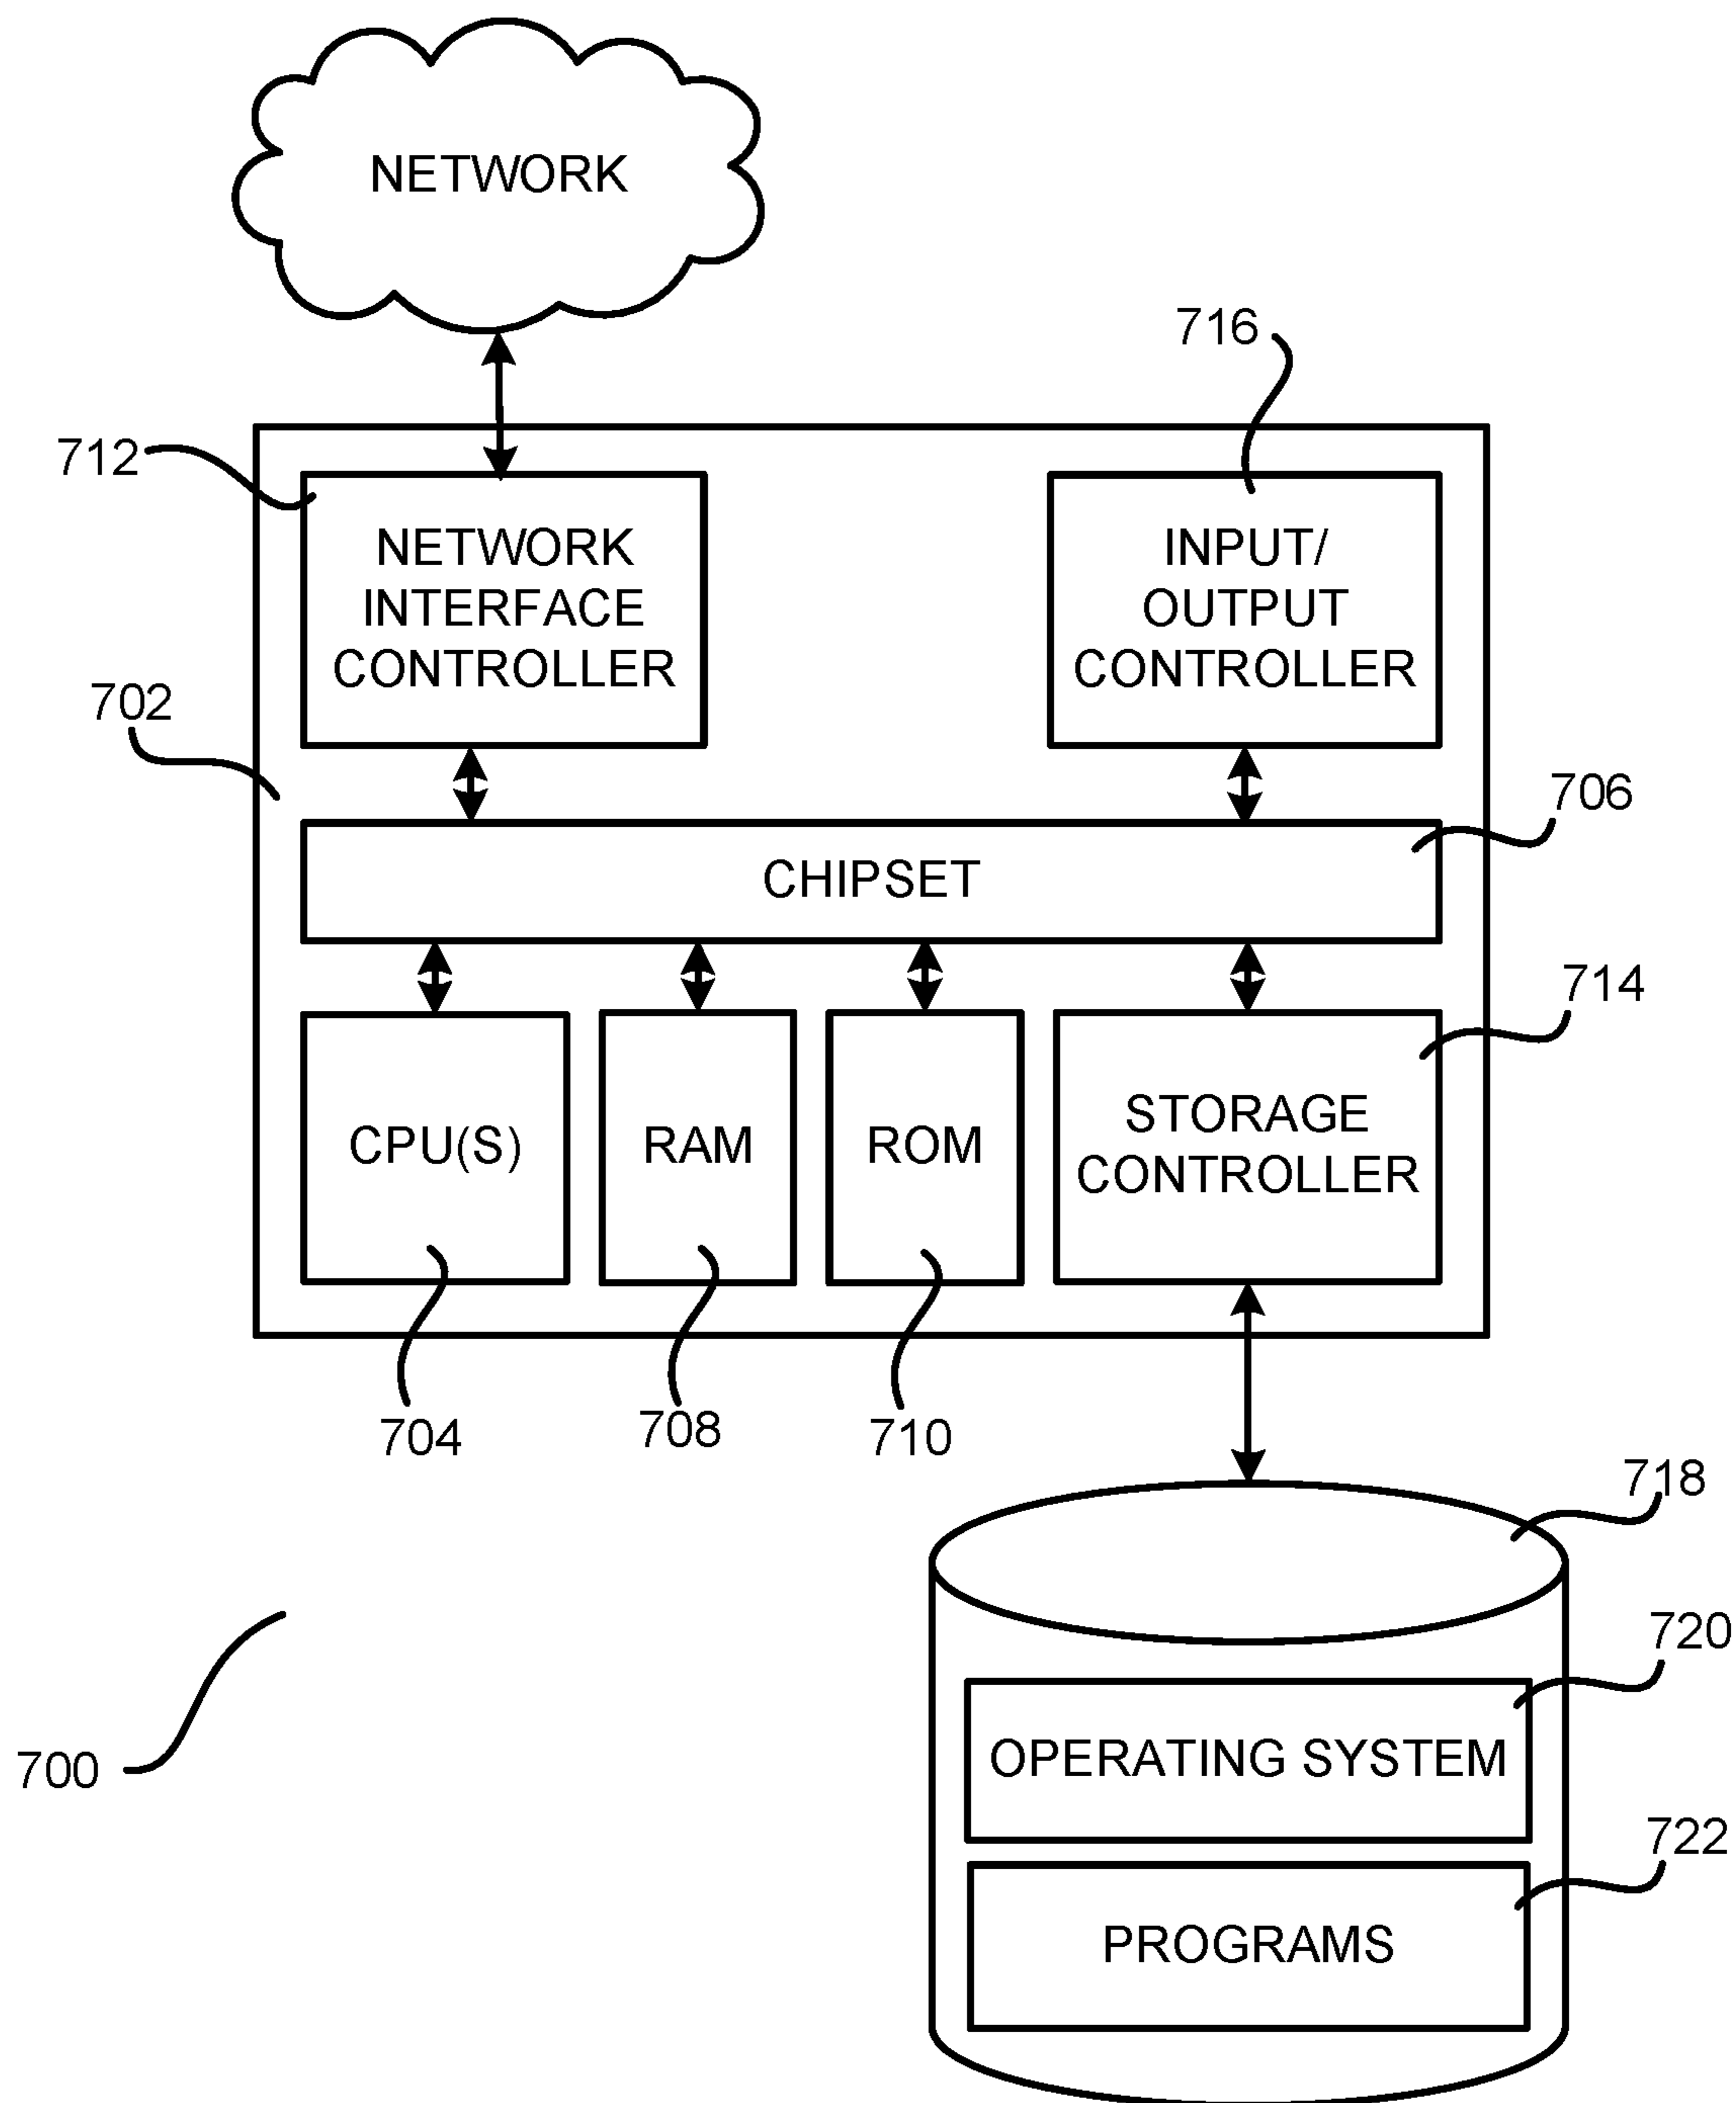 NETWORK
716
712
NETWORK
INTERFACE
CONTROLLER
INPUT/
OUTPUT
CONTROLLER
702
706
CHIPSET
714
CPU(S)
RAM
ROM
STORAGE
CONTROLLER
704
708
710
718
720
OPERATING SYSTEM
700
722
PROGRAMS